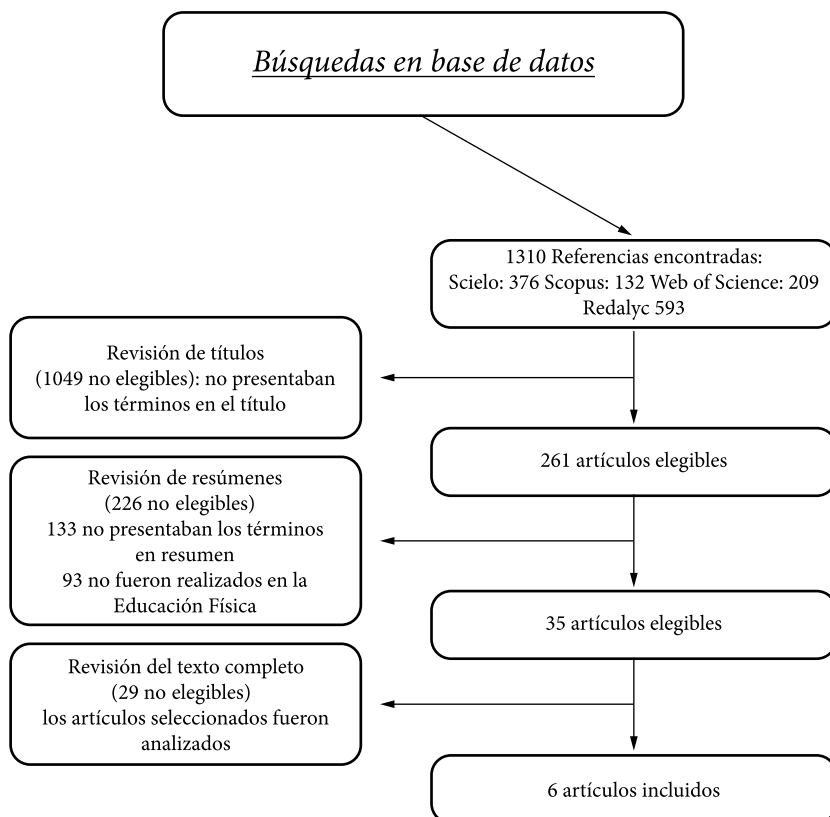 Búsquedas en base de datos
1310 Referencias encontradas:
Scielo: 376 Scopus: 132 Web of Science: 209
Redalyc 593
Revisión de títulos
(1049 no elegibles): no presentaban
los términos en el título
261 artículos elegibles
Revisión de resúmenes
(226 no elegibles)
133 no presentaban los términos
en resumen
93 no fueron realizados en la
Educación Física
35 artículos elegibles
Revisión del texto completo
(29 no elegibles)
los artículos seleccionados fueron
analizados
6 artículos incluidos